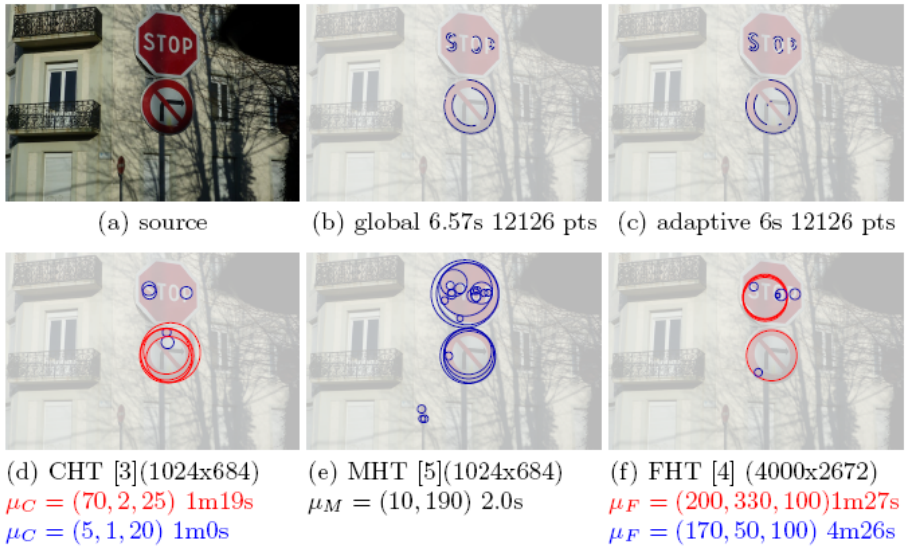 STOP
(a) source
(b) global 6.57s 12126 pts
(c) adaptive 6s 12126 pts
(d) CHT [3](1024x684)
μC = (70, 2, 25) 1m19s
μC = (5, 1, 20) 1m0s
(e) MHT [5](1024x684)
μM = (10, 190) 2.0s
(f) FHT [4] (4000x2672)
μF = (200, 330, 100)1m27s
μF = (170, 50, 100) 4m26s